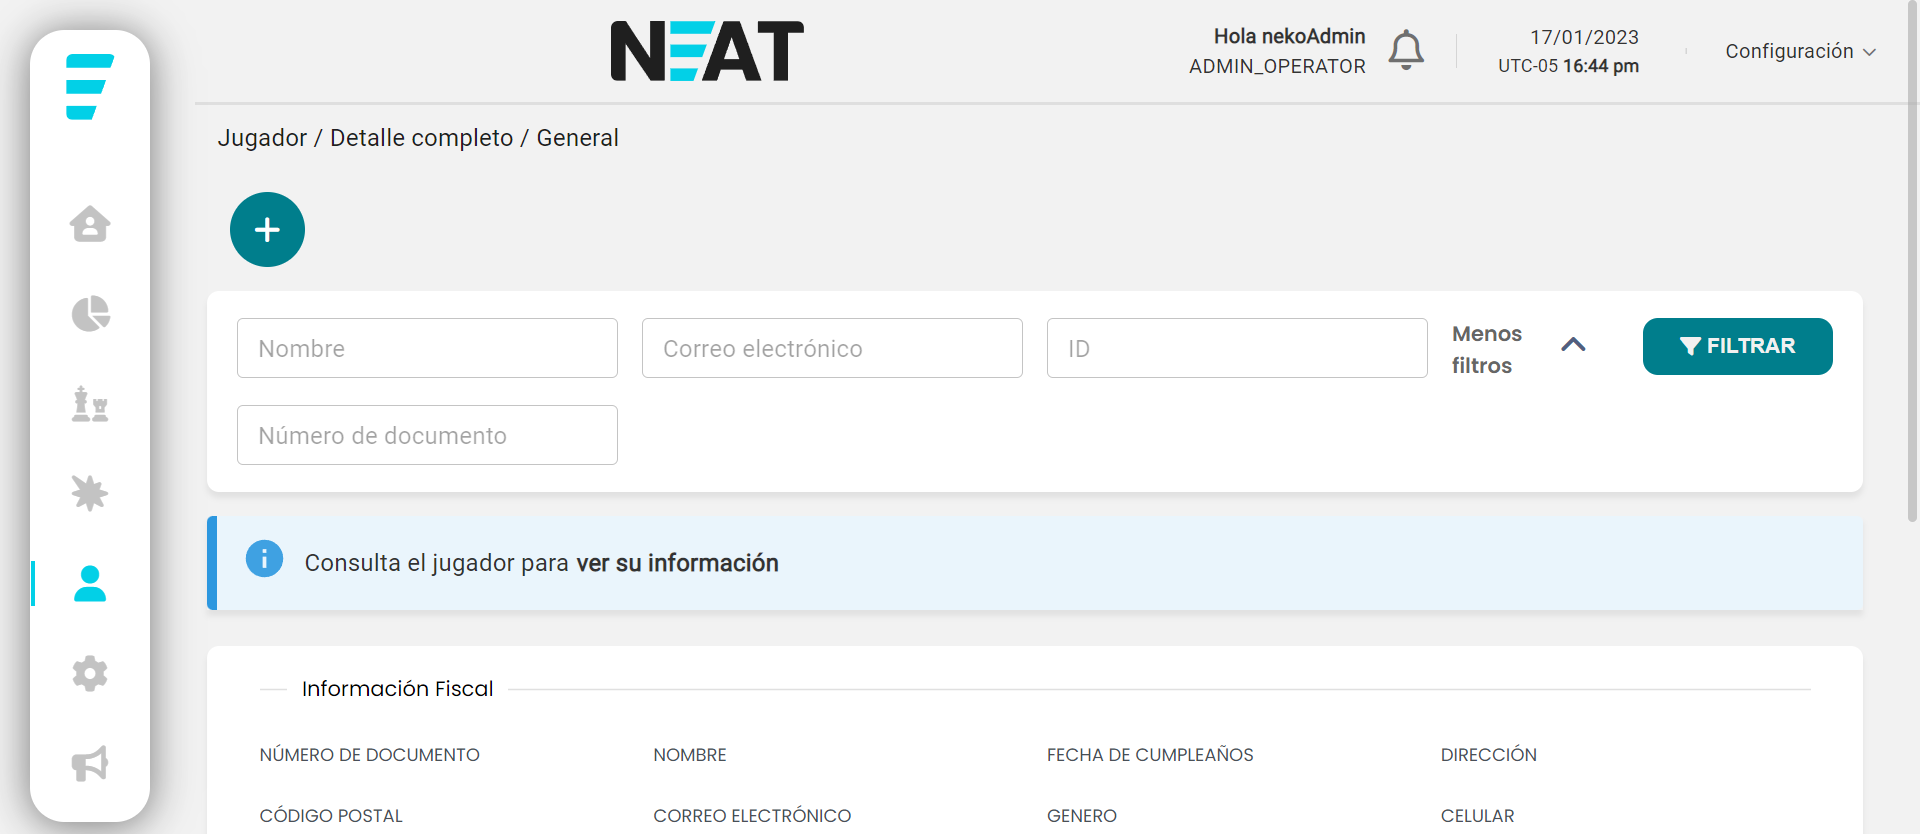 NEAT
Hola nekoAdmin
ADMIN_OPERATOR
17/01/2023
UTC-05 16:44 pm
Configuración
Jugador / Detalle completo / General
Nombre
Correo electrónico
ID
Menos
filtros
FILTRAR
Número de documento
Consulta el jugador para ver su información
Información Fiscal
NÚMERO DE DOCUMENTO
NOMBRE
FECHA DE CUMPLEAÑOS
DIRECCIÓN
CÓDIGO POSTAL
CORREO ELECTRÓNICO
GENERO
CELULAR